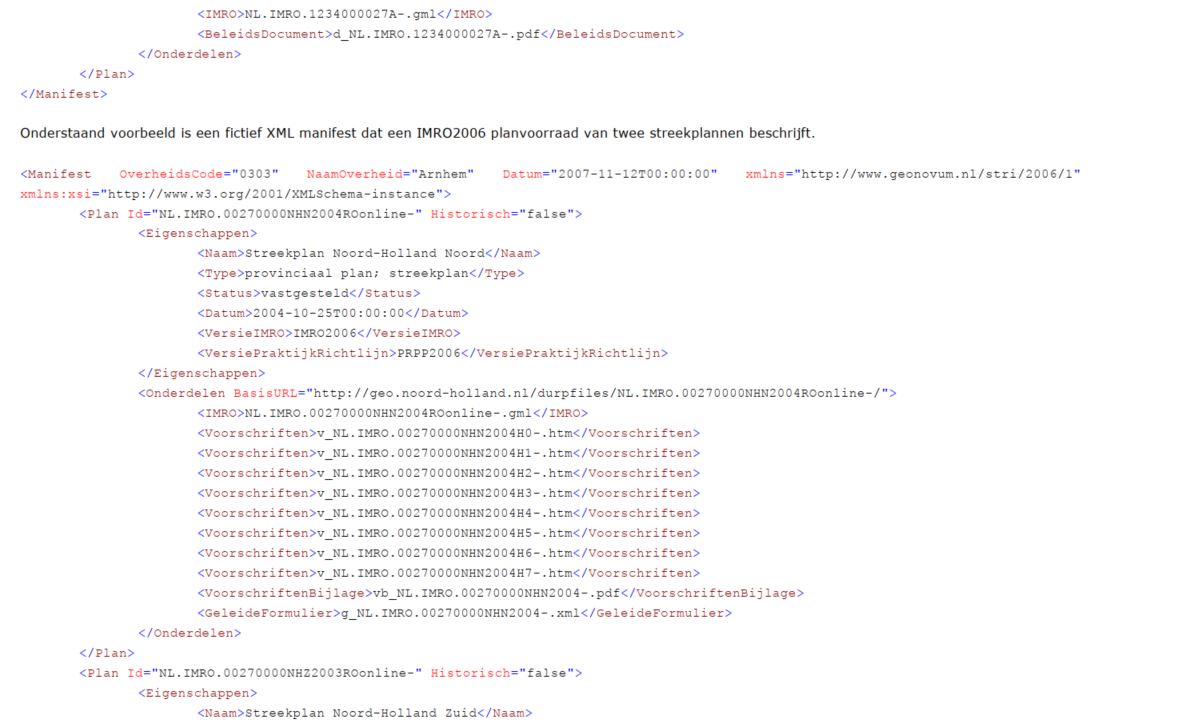 <IMRO>NL.IMRO.1234000027A-.gml</IMRO>
<BeleidsDocument>d_NL.IMRO.1234000027A-.pdf</BeleidsDocument>
</Onderdelen>
</Plan>
</Manifest>
Onderstaand voorbeeld is een fictief XML manifest dat een IMRO2006 planvoorraad van twee streekplannen beschrijft.
<Manifest OverheidsCode="0303" NaamOverheid="Arnhem" Datum="2007-11-12T00:00:00" xmlns="http://www.geonovum.nl/stri/2006/1"
xmlns:xsi="http://www.w3.org/2001/XMLSchema-instance">
<Plan Id="NL.IMRO.00270000NHN2004ROonline-" Historisch="false">
<Eigenschappen>
<Naam>Streekplan Noord-Holland Noord</Naam>
<Type>provinciaal plan; streekplan</Type>
<Status>vastgesteld</Status>
<Datum>2004-10-25T00:00:00</Datum>
<VersieIMRO>IMRO2006</VersieIMRO>
<VersiePraktijkRichtlijn>PRPP2006</VersiePraktijkRichtlijn>
</Eigenschappen>
<Onderdelen BasisURL="http://geo.noord-holland.nl/durpfiles/NL.IMRO.00270000NHN2004ROonline-/">
<IMRO>NL.IMRO.00270000NHN2004ROonline-.gml</IMRO>
<Voorschriften>v_NL.IMRO.00270000NHN2004H0-.htm</Voorschriften>
<Voorschriften>v_NL.IMRO.00270000NHN2004H1-.htm</Voorschriften>
<Voorschriften>v_NL.IMRO.00270000NHN2004H2-.htm</Voorschriften>
<Voorschriften>v_NL.IMRO.00270000NHN2004H3-.htm</Voorschriften>
<Voorschriften>v_NL.IMRO.00270000NHN2004H4-.htm</Voorschriften>
<Voorschriften>v_NL.IMRO.00270000NHN2004H5-.htm</Voorschriften>
<Voorschriften>v_NL.IMRO.00270000NHN2004H6-.htm</Voorschriften>
<Voorschriften>v_NL.IMRO.00270000NHN2004H7-.htm</Voorschriften>
<VoorschriftenBijlage>vb_NL.IMRO.00270000NHN2004-.pdf</VoorschriftenBijlage>
<GeleideFormulier>g_NL.IMRO.00270000NHN2004-.xml</GeleideFormulier>
</Onderdelen>
</Plan>
<Plan Id="NL.IMRO.00270000NHZ2003ROonline-" Historisch="false">
<Eigenschappen>
<Naam>Streekplan Noord-Holland Zuid</Naam>